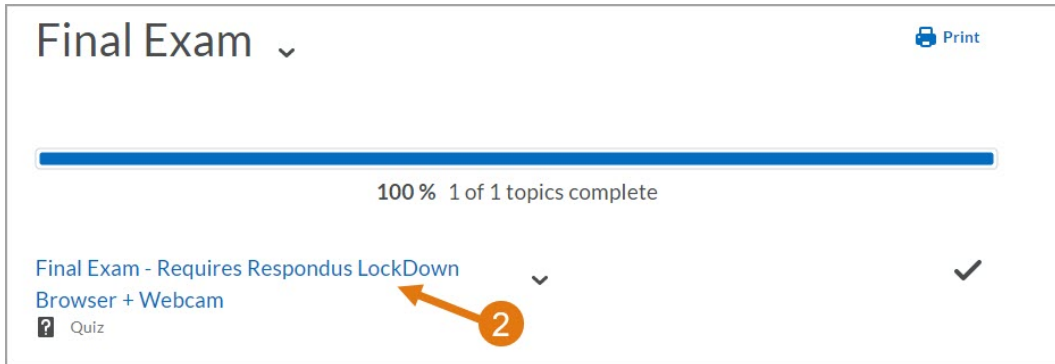 Final Exam
Print
100 % 1 of 1 topics complete
Final Exam - Requires Respondus LockDown
Browser + Webcam
2
? Quiz